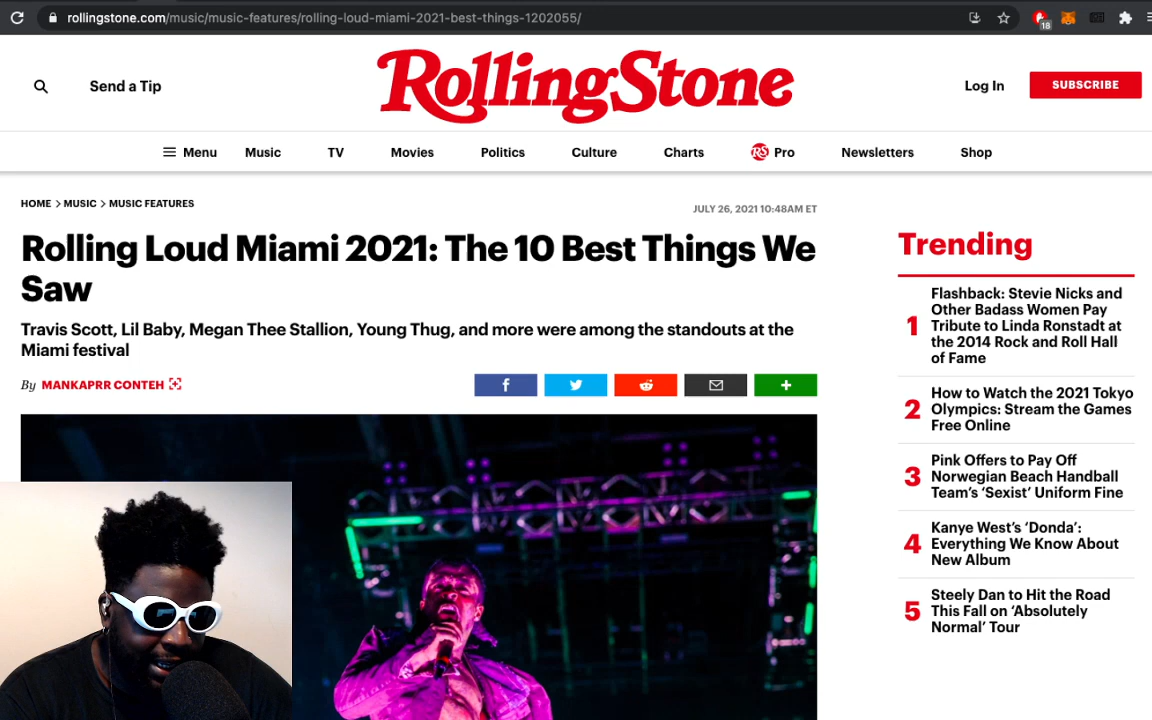 rollingstone.com/music/music-features/rolling-loud-miami-2021-best-things-1202055/
18
Send a Tip
RollingStone
Log In
SUBSCRIBE
Menu
Music
TV
Movies
Politics
Culture
Charts
RS Pro
Newsletters
Shop
HOME > MUSIC > MUSIC FEATURES
JULY 26, 2021 10:48AM ET
Rolling Loud Miami 2021: The 10 Best Things We
Saw
Travis Scott, Lil Baby, Megan Thee Stallion, Young Thug, and more were among the standouts at the
Miami festival
By MANKAPRR CONTEH
Trending
1
Flashback: Stevie Nicks and
Other Badass Women Pay
Tribute to Linda Ronstadt at
the 2014 Rock and Roll Hall
of Fame
2
How to Watch the 2021 Tokyo
Olympics: Stream the Games
Free Online
3
Pink Offers to Pay Off
Norwegian Beach Handball
Team's ‘Sexist’ Uniform Fine
4
Kanye West’s ‘Donda’:
Everything We Know About
New Album
5
Steely Dan to Hit the Road
This Fall on ‘Absolutely
Normal’ Tour